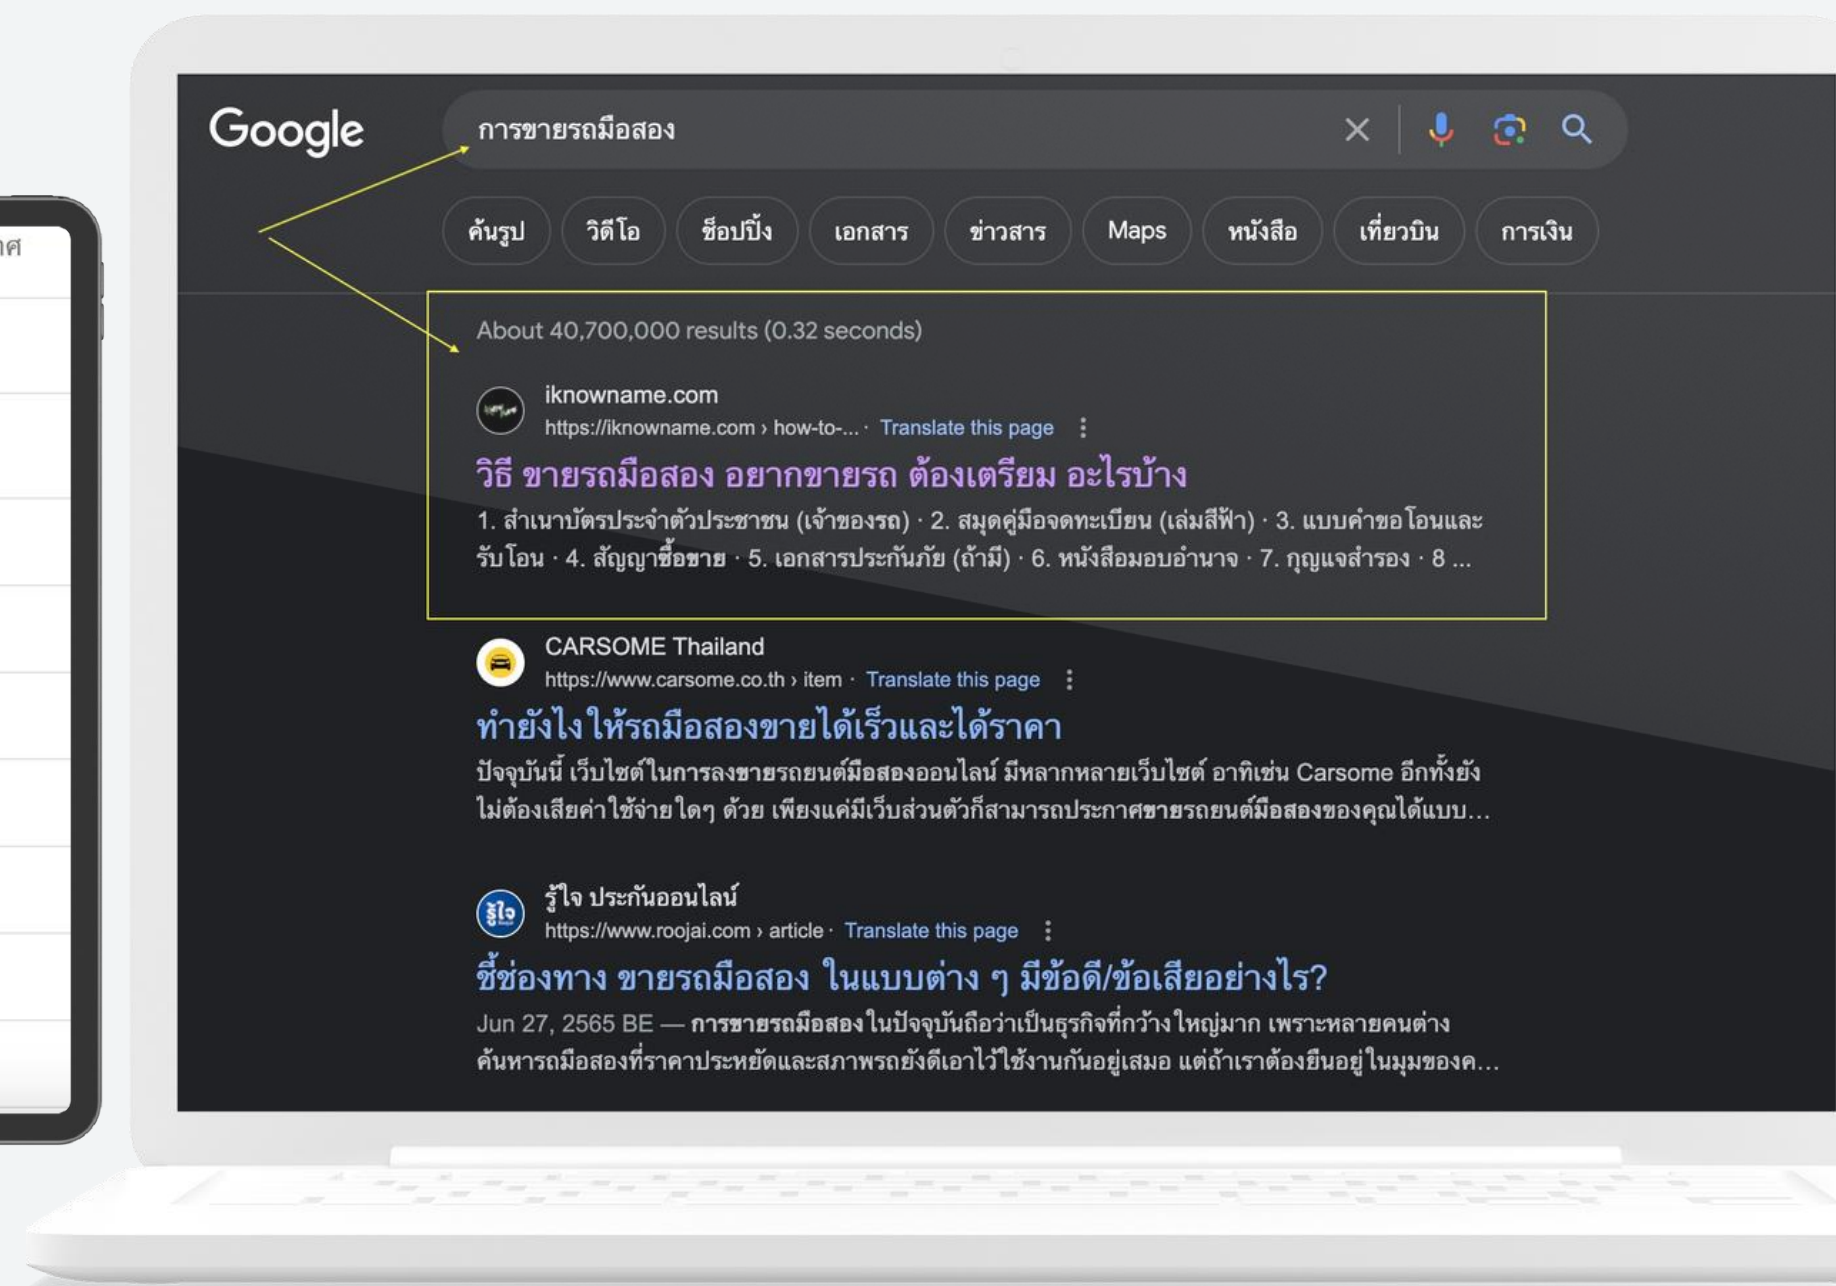 Google
การขายรถมือสอง
ค้นรูป วิดีโอ ช็อปปิ้ง เอกสาร ข่าวสาร Maps หนังสือ เที่ยวบิน การเงิน
About 40,700,000 results (0.32 seconds)
iknowname.com
https://iknowname.com › how-to-... · Translate this page
วิธี ขายรถมือสอง อยากขายรถ ต้องเตรียม อะไรบ้าง
1. สำเนาบัตรประจำตัวประชาชน (เจ้าของรถ) · 2. สมุดคู่มือจดทะเบียน (เล่มสีฟ้า) · 3. แบบคำขอโอนและ
รับโอน · 4. สัญญาซื้อขาย · 5. เอกสารประกันภัย (ถ้ามี) · 6. หนังสือมอบอำนาจ · 7. กุญแจสำรอง · 8 ...
CARSOME Thailand
https://www.carsome.co.th › item · Translate this page
ทำยังไงให้รถมือสองขายได้เร็วและได้ราคา
ปัจจุบันนี้ เว็บไซต์ในการลงขายรถยนต์มือสองออนไลน์ มีหลากหลายเว็บไซต์ อาทิเช่น Carsome อีกทั้งยัง
ไม่ต้องเสียค่าใช้จ่ายใดๆ ด้วย เพียงแค่มีเว็บส่วนตัวก็สามารถประกาศขายรถยนต์มือสองของคุณได้แบบ...
รู้ใจ
รู้ใจ ประกันออนไลน์
https://www.roojai.com › article · Translate this page
ชี้ช่องทาง ขายรถมือสอง ในแบบต่าง ๆ มีข้อดี/ข้อเสียอย่างไร?
Jun 27, 2565 BE — การขายรถมือสองในปัจจุบันถือว่าเป็นธุรกิจที่กว้างใหญ่มาก เพราะหลายคนต่าง
ค้นหารถมือสองที่ราคาประหยัดและสภาพรถยังดีเอาไว้ใช้งานกันอยู่เสมอ แต่ถ้าเราต้องยืนอยู่ในมุมของค...